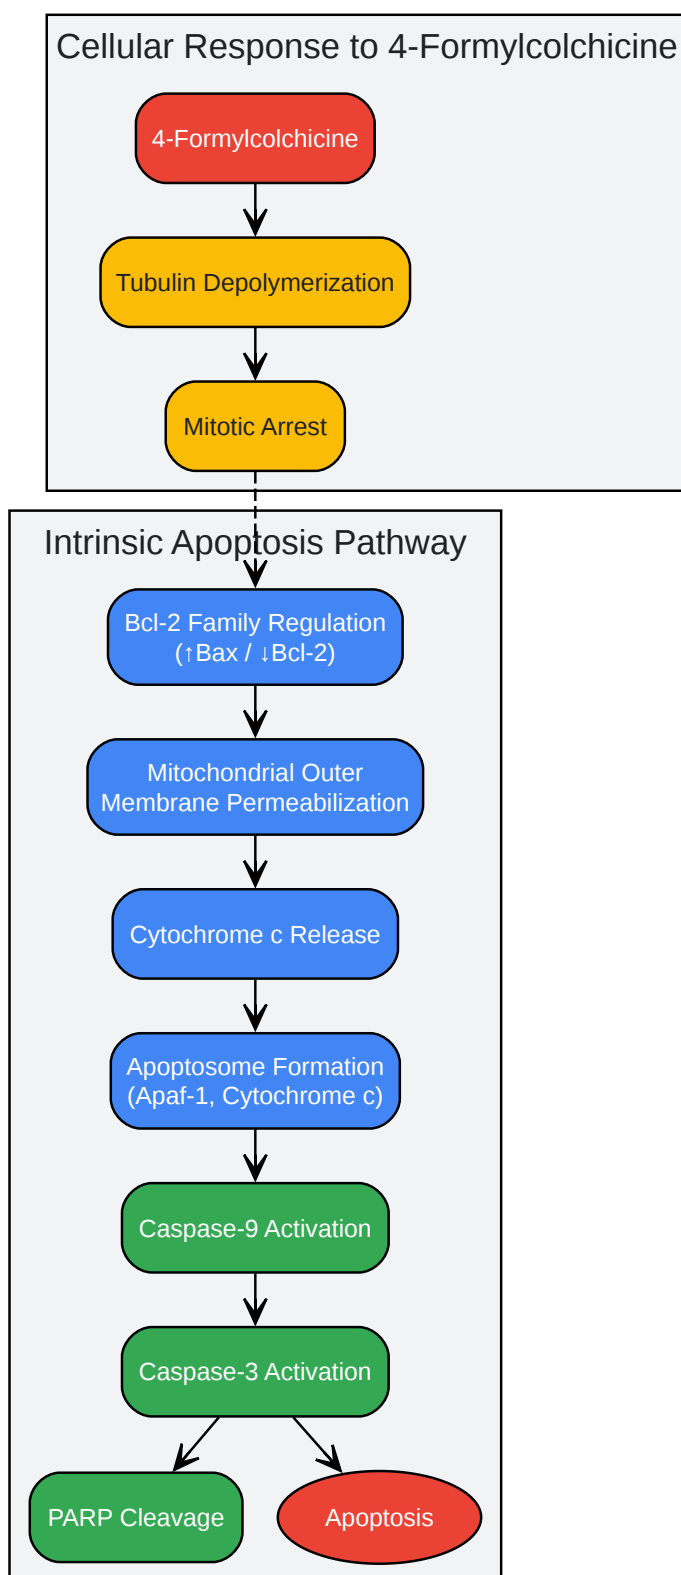 Cellular Response to 4-Formylcolchicine
4-Formylcolchicine
Tubulin Depolymerization
Mitotic Arrest
Intrinsic Apoptosis Pathway
Bcl-2 Family Regulation
(↑Bax / ↓Bcl-2)
Mitochondrial Outer
Membrane Permeabilization
Cytochrome c Release
Apoptosome Formation
(Apaf-1, Cytochrome c)
Caspase-9 Activation
Caspase-3 Activation
PARP Cleavage
Apoptosis